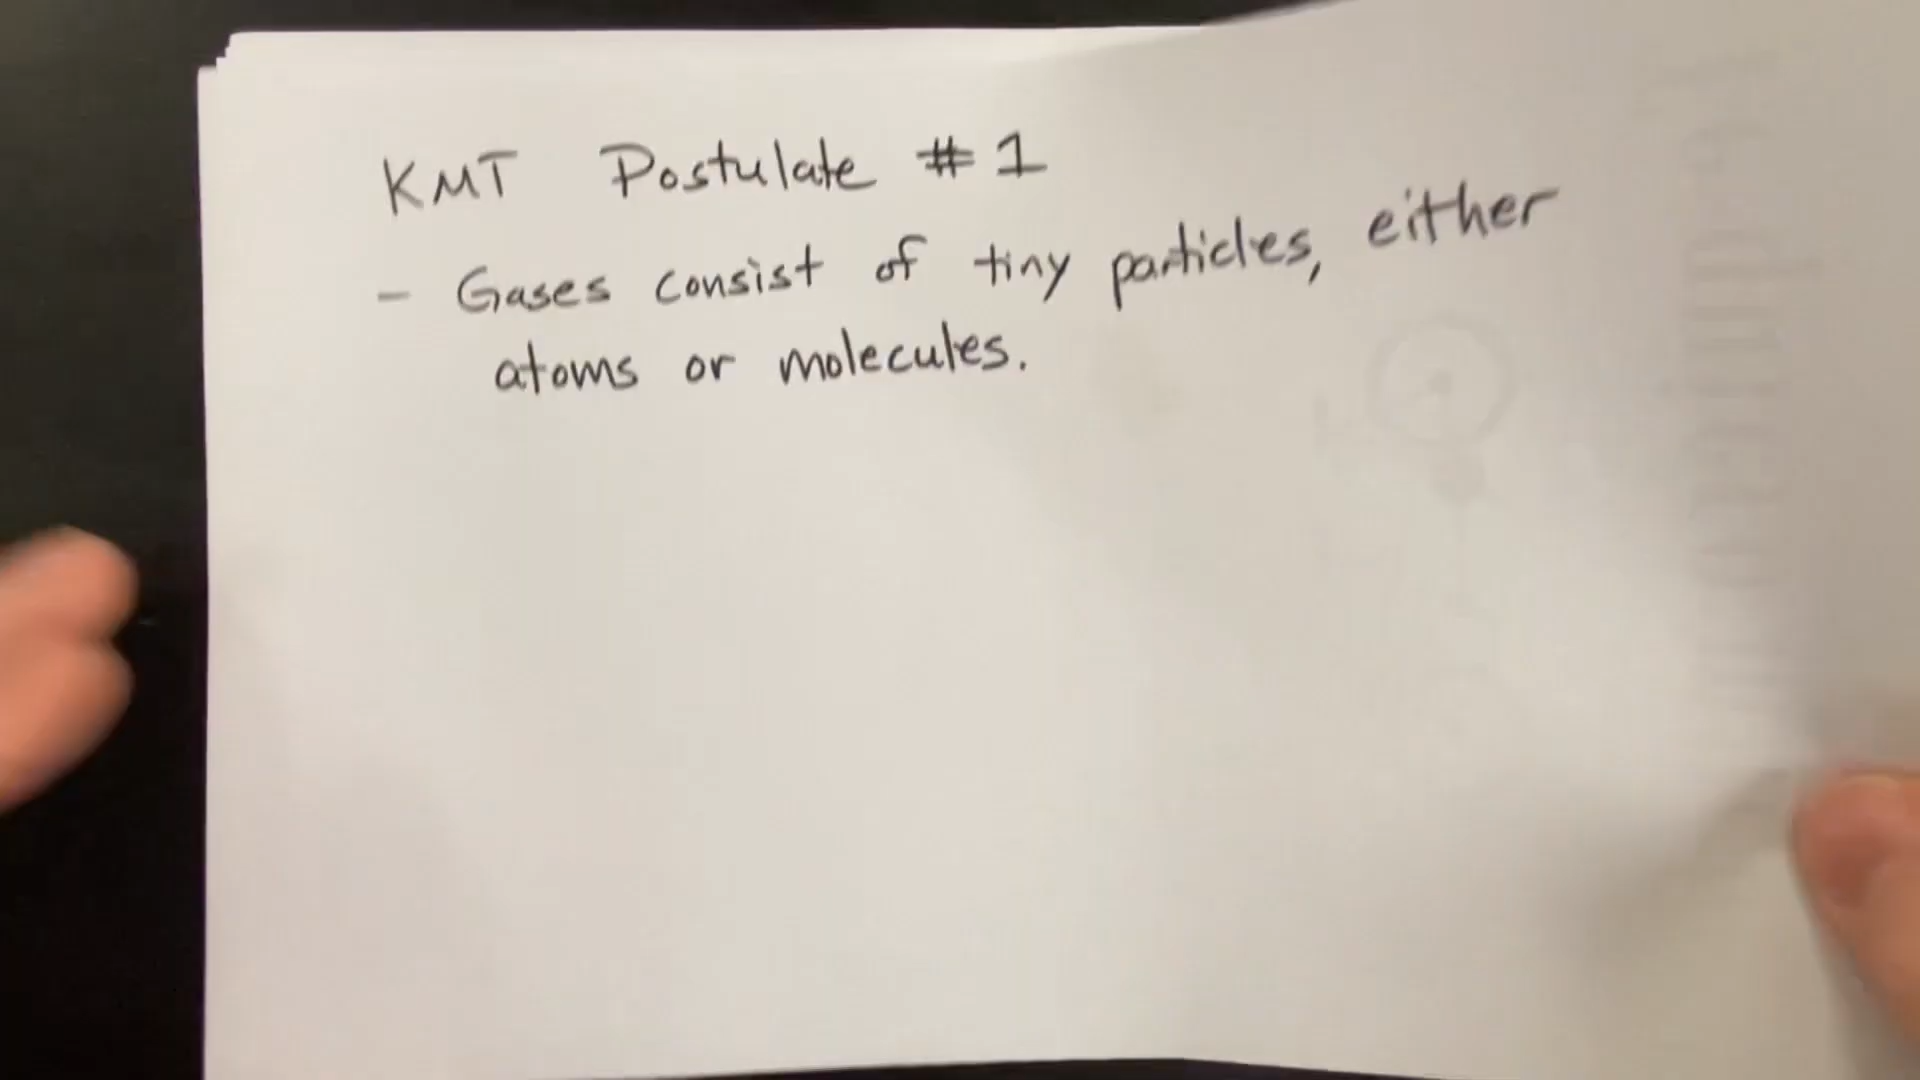 KMT Postulate #1
- Gases consist of tiny particles, either
atoms or molecules.